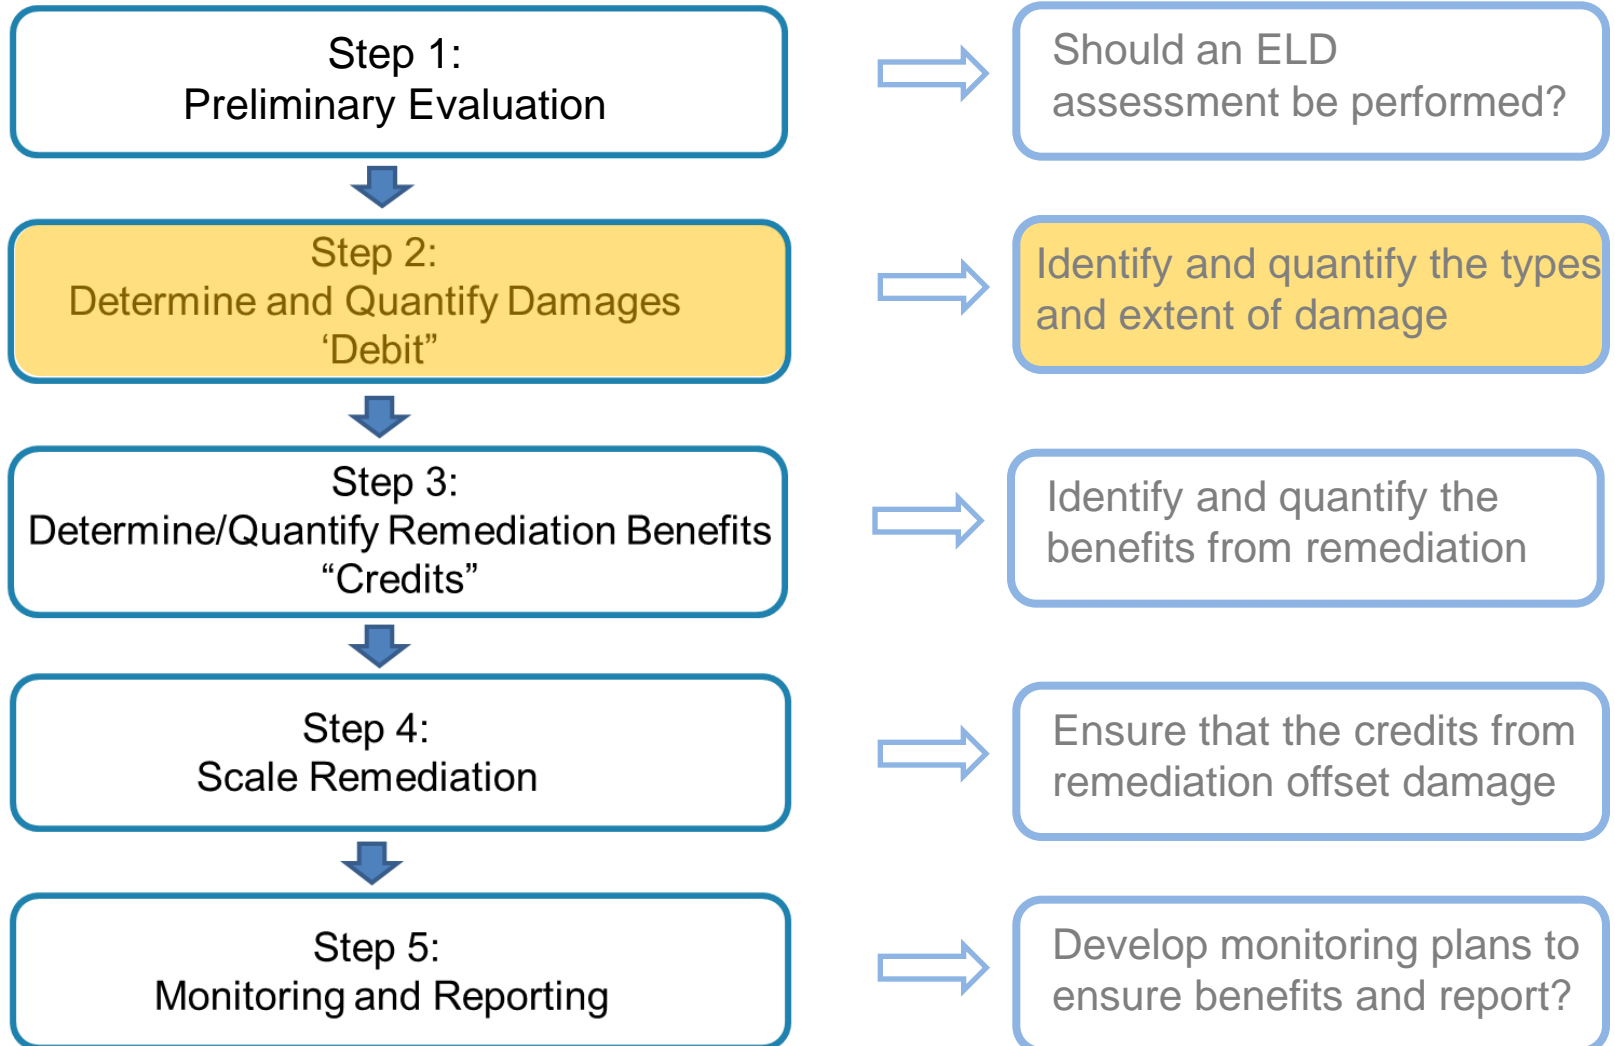 Step 1:
Preliminary Evaluation
Should an ELD
assessment be performed?
Step 2:
Determine and Quantify Damages
‘Debit”
Identify and quantify the types
and extent of damage
Step 3:
Determine/Quantify Remediation Benefits
“Credits”
Identify and quantify the
benefits from remediation
Step 4:
Scale Remediation
Ensure that the credits from
remediation offset damage
Step 5:
Monitoring and Reporting
Develop monitoring plans to
ensure benefits and report?